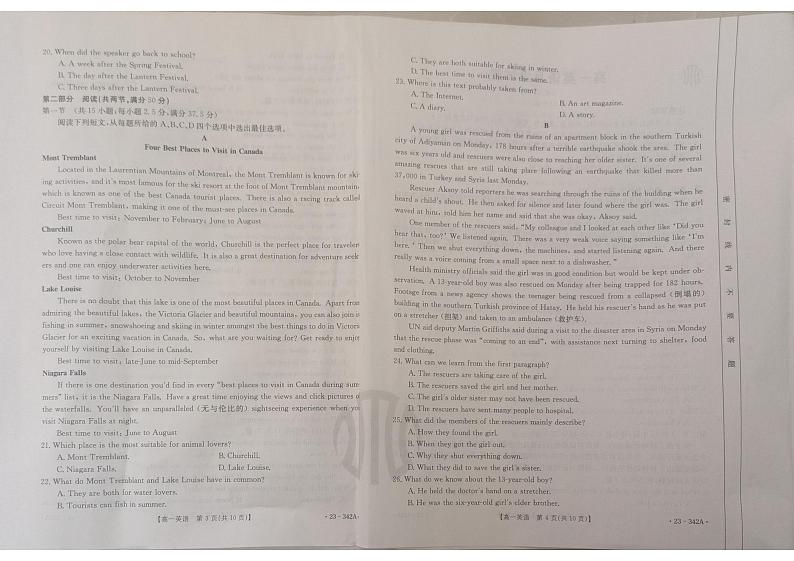 20. When did the speaker go back to school?
A. A week after the Spring Festival.
B. The day after the Lantern Festival.
C. Three days after the Lantern Festival.
第二部分 阅读(共两节,满分50分)
第一节 (共15小题;每小题2.5分,满分37.5分)
阅读下列短文,从每题所给的A、B、C、D四个选项中选出最佳选项。
A
Four Best Places to Visit in Canada
Mont Tremblant
Located in the Laurentian Mountains of Montreal, the Mont Tremblant is known for ski-
ing activities, and it's most famous for the ski resort at the foot of Mont Tremblant mountain,
which is known as one of the best Canada tourist places. There is also a racing track called
Circuit Mont Tremblant, making it one of the must-see places in Canada.
Best time to visit: November to February; June to August
Churchill
Known as the polar bear capital of the world, Churchill is the perfect place for travelers
who love having a close contact with wildlife. It is also a great destination for adventure seek-
ers and one can enjoy underwater activities here.
Best time to visit: October to November
Lake Louise
There is no doubt that this lake is one of the most beautiful places in Canada. Apart from
admiring the beautiful lakes, the Victoria Glacier and beautiful mountains, you can also join in
fishing in summer, snowshoeing and skiing in winter amongst the best things to do in Victoria
Glacier for an exciting vacation in Canada. So, what are you waiting for? Get ready to enjoy
yourself by visiting Lake Louise in Canada.
Best time to visit: late-June to mid-September
Niagara Falls
If there is one destination you'd find in every "best places to visit in Canada during sum-
mers" list, it is the Niagara Falls. Have a great time enjoying the views and click pictures of
the waterfalls. You'll have an unparalleled (无与伦比的) sightseeing experience when you
visit Niagara Falls at night.
Best time to visit: June to August
21. Which place is the most suitable for animal lovers?
A. Mont Tremblant. B. Churchill.
C. Niagara Falls. D. Lake Louise.
22. What do Mont Tremblant and Lake Louise have in common?
A. They are both for water lovers.
B. Tourists can fish in summer.
【高一英语 第3页(共10页)】 ·23-342A·
C. They are both suitable for skiing in winter.
D. The best time to visit them is the same.
23. Where is this text probably taken from?
A. The Internet. B. An art magazine.
C. A diary. D. A story.
B
A young girl was rescued from the ruins of an apartment block in the southern Turkish
city of Adiyaman on Monday, 178 hours after a terrible earthquake shook the area. The girl
was six years old and rescuers were also close to reaching her older sister. It's one of several
amazing rescues that are still taking place following an earthquake that killed more than
37,000 in Turkey and Syria last Monday.
Rescuer Aksoy told reporters he was searching through the ruins of the building when he
heard a child's shout. He then asked for silence and later found where the girl was. The girl
waved at him, told him her name and said that she was okay, Aksoy said.
One member of the rescuers said, "My colleague and I looked at each other like 'Did you
hear that, too?' We listened again. There was a very weak voice saying something like 'I'm
here.' Then we shut everything down, the machines, and started listening again. And there
really was a voice coming from a small space next to a dishwasher."
Health ministry officials said the girl was in good condition but would be kept under ob-
servation. A 13-year-old boy was also rescued on Monday after being trapped for 182 hours.
Footage from a news agency shows the teenager being rescued from a collapsed (倒塌的)
building in the southern Turkish province of Hatay. He held his rescuer's hand as he was put
on a stretcher (担架) and taken to an ambulance (救护车).
UN aid deputy Martin Griffiths said during a visit to the disaster area in Syria on Monday
that the rescue phase was "coming to an end", with assistance next turning to shelter, food
and clothing.
24. What can we learn from the first paragraph?
A. The rescuers are taking care of the girl.
B. The rescuers saved the girl and her mother.
C. The girl's older sister may not have been rescued.
D. The rescuers have sent many people to hospital.
25. What did the members of the rescuers mainly describe?
A. How they found the girl.
B. When they got the girl out.
C. Why they shut everything down.
D. What they did to save the girl's sister.
26. What do we know about the 13-year-old boy?
A. He held the doctor's hand on a stretcher.
B. He was the six-year-old girl's elder brother.
【高一英语 第4页(共10页)】 ·23-342A·
密封线内不要答题